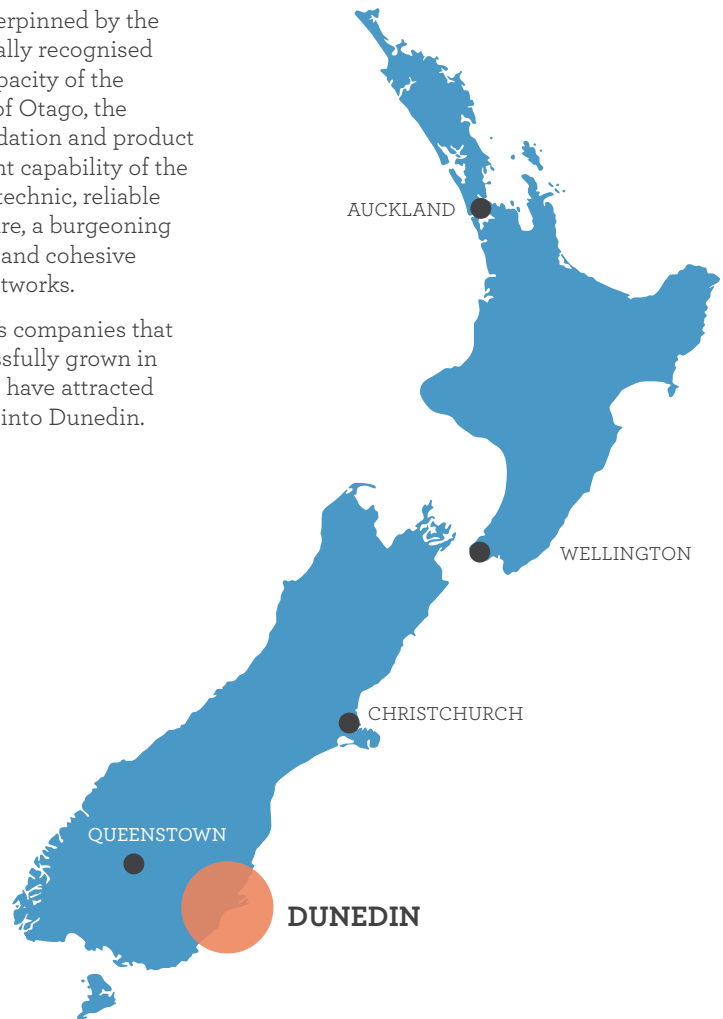 erpinned by the
ally recognised
pacity of the
of Otago, the
dation and product
nt capability of the
technic, reliable
re, a burgeoning
and cohesive
tworks.
s companies that
ssfully grown in
have attracted
into Dunedin.
AUCKLAND
WELLINGTON
CHRISTCHURCH
QUEENSTOWN
DUNEDIN